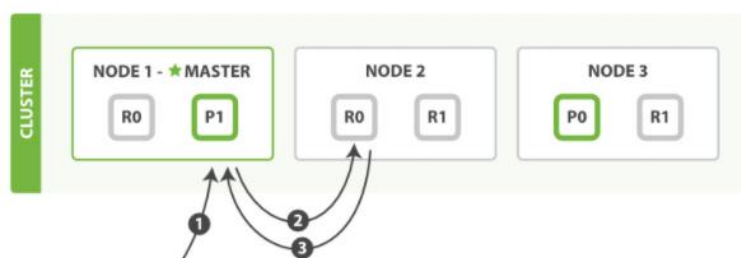 CLUSTER
NODE 1 - ★ MASTER
R0 P1
NODE 2
R0 R1
NODE 3
P0 R1
1
2
3